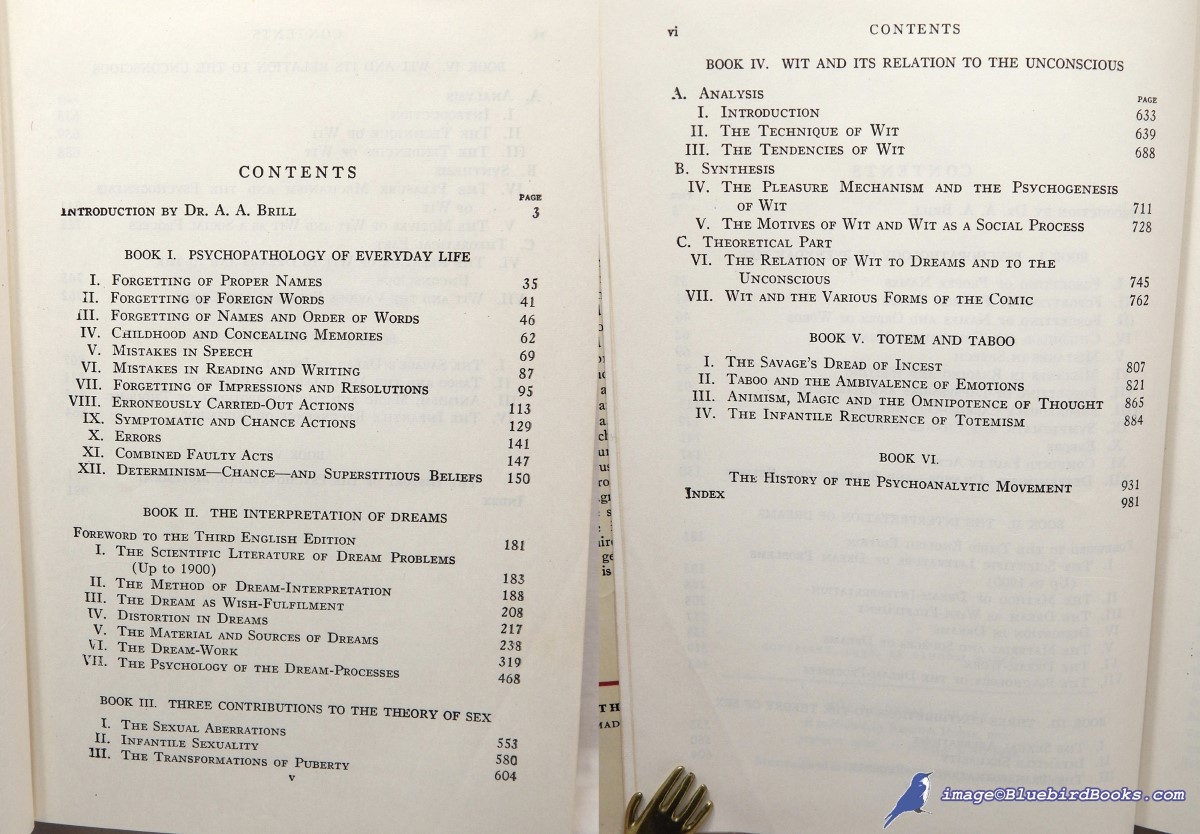 CONTENTS
PAGE
INTRODUCTION BY DR. A. A. BRILL 3
BOOK I. PSYCHOPATHOLOGY OF EVERYDAY LIFE
I. FORGETTING OF PROPER NAMES 35
II. FORGETTING OF FOREIGN WORDS 41
III. FORGETTING OF NAMES AND ORDER OF WORDS 46
IV. CHILDHOOD AND CONCEALING MEMORIES 62
V. MISTAKES IN SPEECH 69
VI. MISTAKES IN READING AND WRITING 87
VII. FORGETTING OF IMPRESSIONS AND RESOLUTIONS 95
VIII. ERRONEOUSLY CARRIED-OUT ACTIONS 113
IX. SYMPTOMATIC AND CHANCE ACTIONS 129
X. ERRORS 141
XI. COMBINED FAULTY ACTS 147
XII. DETERMINISM—CHANCE—AND SUPERSTITIOUS BELIEFS 150
BOOK II. THE INTERPRETATION OF DREAMS
FOREWORD TO THE THIRD ENGLISH EDITION 181
I. THE SCIENTIFIC LITERATURE OF DREAM PROBLEMS
(UP TO 1900) 183
II. THE METHOD OF DREAM-INTERPRETATION 188
III. THE DREAM AS WISH-FULFILMENT 208
IV. DISTORTION IN DREAMS 217
V. THE MATERIAL AND SOURCES OF DREAMS 238
VI. THE DREAM-WORK 319
VII. THE PSYCHOLOGY OF THE DREAM-PROCESSES 468
BOOK III. THREE CONTRIBUTIONS TO THE THEORY OF SEX
I. THE SEXUAL ABERRATIONS 553
II. INFANTILE SEXUALITY 580
III. THE TRANSFORMATIONS OF PUBERTY 604
v
vi CONTENTS
BOOK IV. WIT AND ITS RELATION TO THE UNCONSCIOUS
A. ANALYSIS PAGE
I. INTRODUCTION 633
II. THE TECHNIQUE OF WIT 639
III. THE TENDENCIES OF WIT 688
B. SYNTHESIS
IV. THE PLEASURE MECHANISM AND THE PSYCHOGENESIS
OF WIT 711
V. THE MOTIVES OF WIT AND WIT AS A SOCIAL PROCESS 728
C. THEORETICAL PART
VI. THE RELATION OF WIT TO DREAMS AND TO THE
UNCONSCIOUS 745
VII. WIT AND THE VARIOUS FORMS OF THE COMIC 762
BOOK V. TOTEM AND TABOO
I. THE SAVAGE'S DREAD OF INCEST 807
II. TABOO AND THE AMBIVALENCE OF EMOTIONS 821
III. ANIMISM, MAGIC AND THE OMNIPOTENCE OF THOUGHT 865
IV. THE INFANTILE RECURRENCE OF TOTEMISM 884
BOOK VI.
THE HISTORY OF THE PSYCHOANALYTIC MOVEMENT 931
INDEX 981
image©BluebirdBooks.com